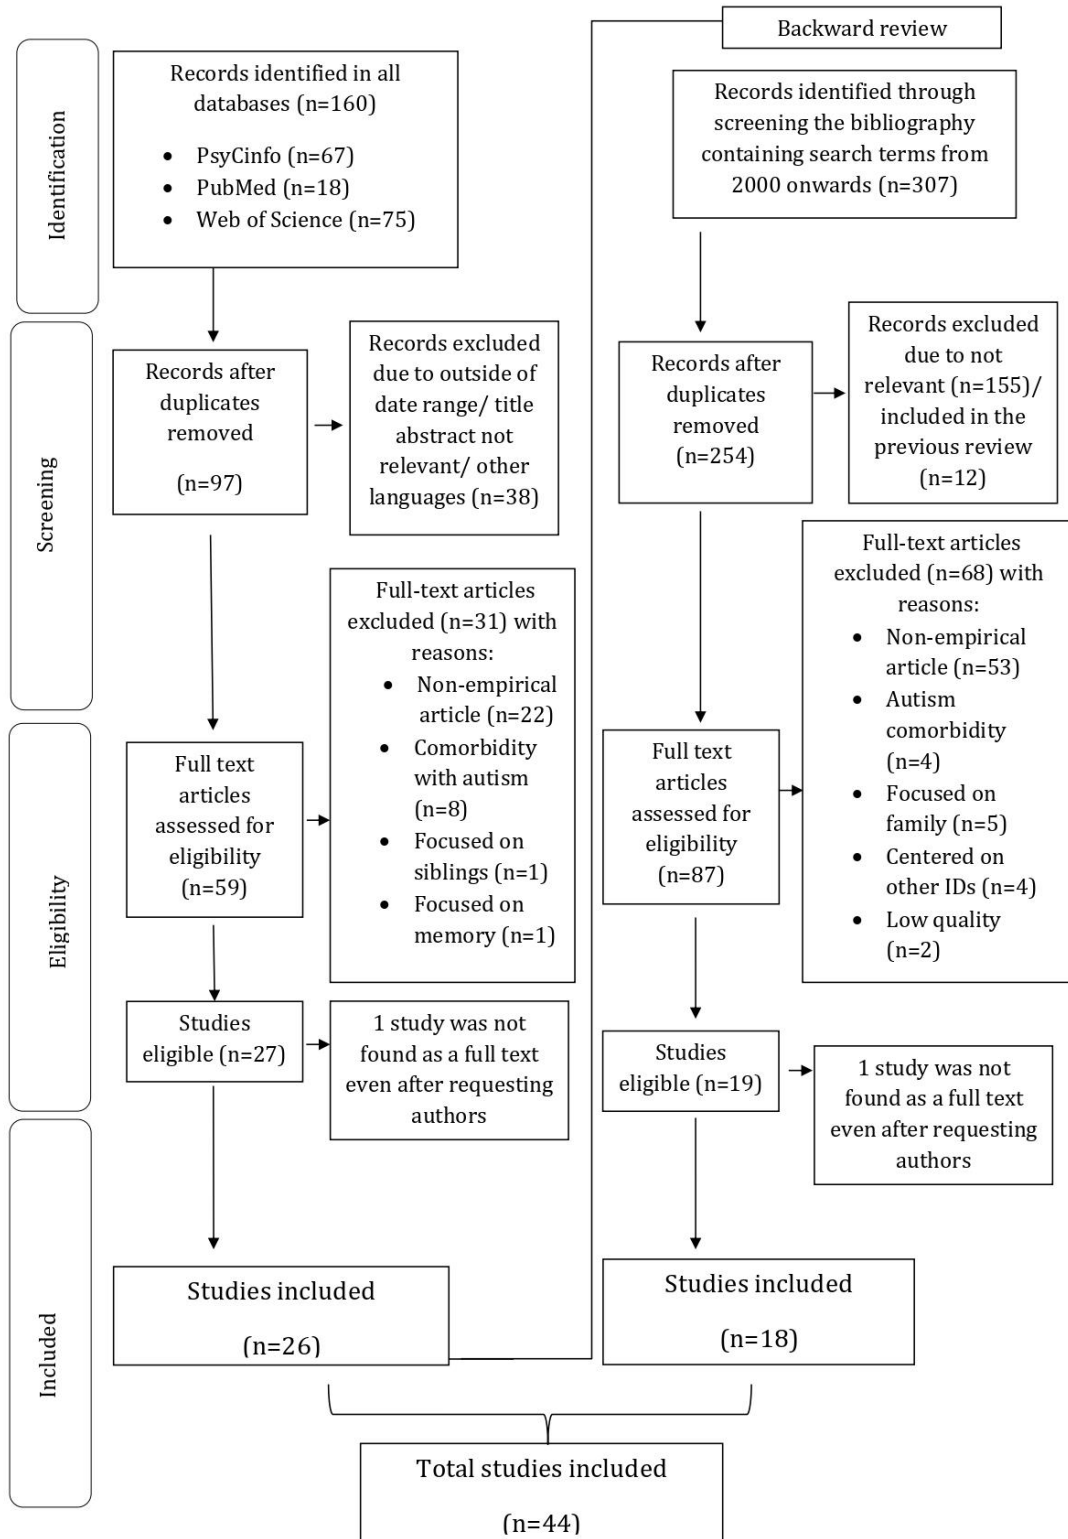 Identification
Records identified in all
databases (n=160)
• PsyCinfo (n=67)
• PubMed (n=18)
• Web of Science (n=75)
Backward review
Records identified through
screening the bibliography
containing search terms from
2000 onwards (n=307)
Screening
Records after
duplicates
removed
(n=97)
Records excluded
due to outside of
date range/ title
abstract not
relevant/ other
languages (n=38)
Records after
duplicates
removed
(n=254)
Records excluded
due to not
relevant (n=155)/
included in the
previous review
(n=12)
Eligibility
Full text
articles
assessed for
eligibility
(n=59)
Full-text articles
excluded (n=31) with
reasons:
• Non-empirical
article (n=22)
• Comorbidity
with autism
(n=8)
• Focused on
siblings (n=1)
• Focused on
memory (n=1)
Full text
articles
assessed for
eligibility
(n=87)
Full-text articles
excluded (n=68) with
reasons:
• Non-empirical
article (n=53)
• Autism
comorbidity
(n=4)
• Focused on
family (n=5)
• Centered on
other IDs (n=4)
• Low quality
(n=2)
Studies
eligible (n=27)
1 study was not
found as a full text
even after requesting
authors
Studies
eligible (n=19)
1 study was not
found as a full text
even after requesting
authors
Included
Studies included
(n=26)
Studies included
(n=18)
Total studies included
(n=44)